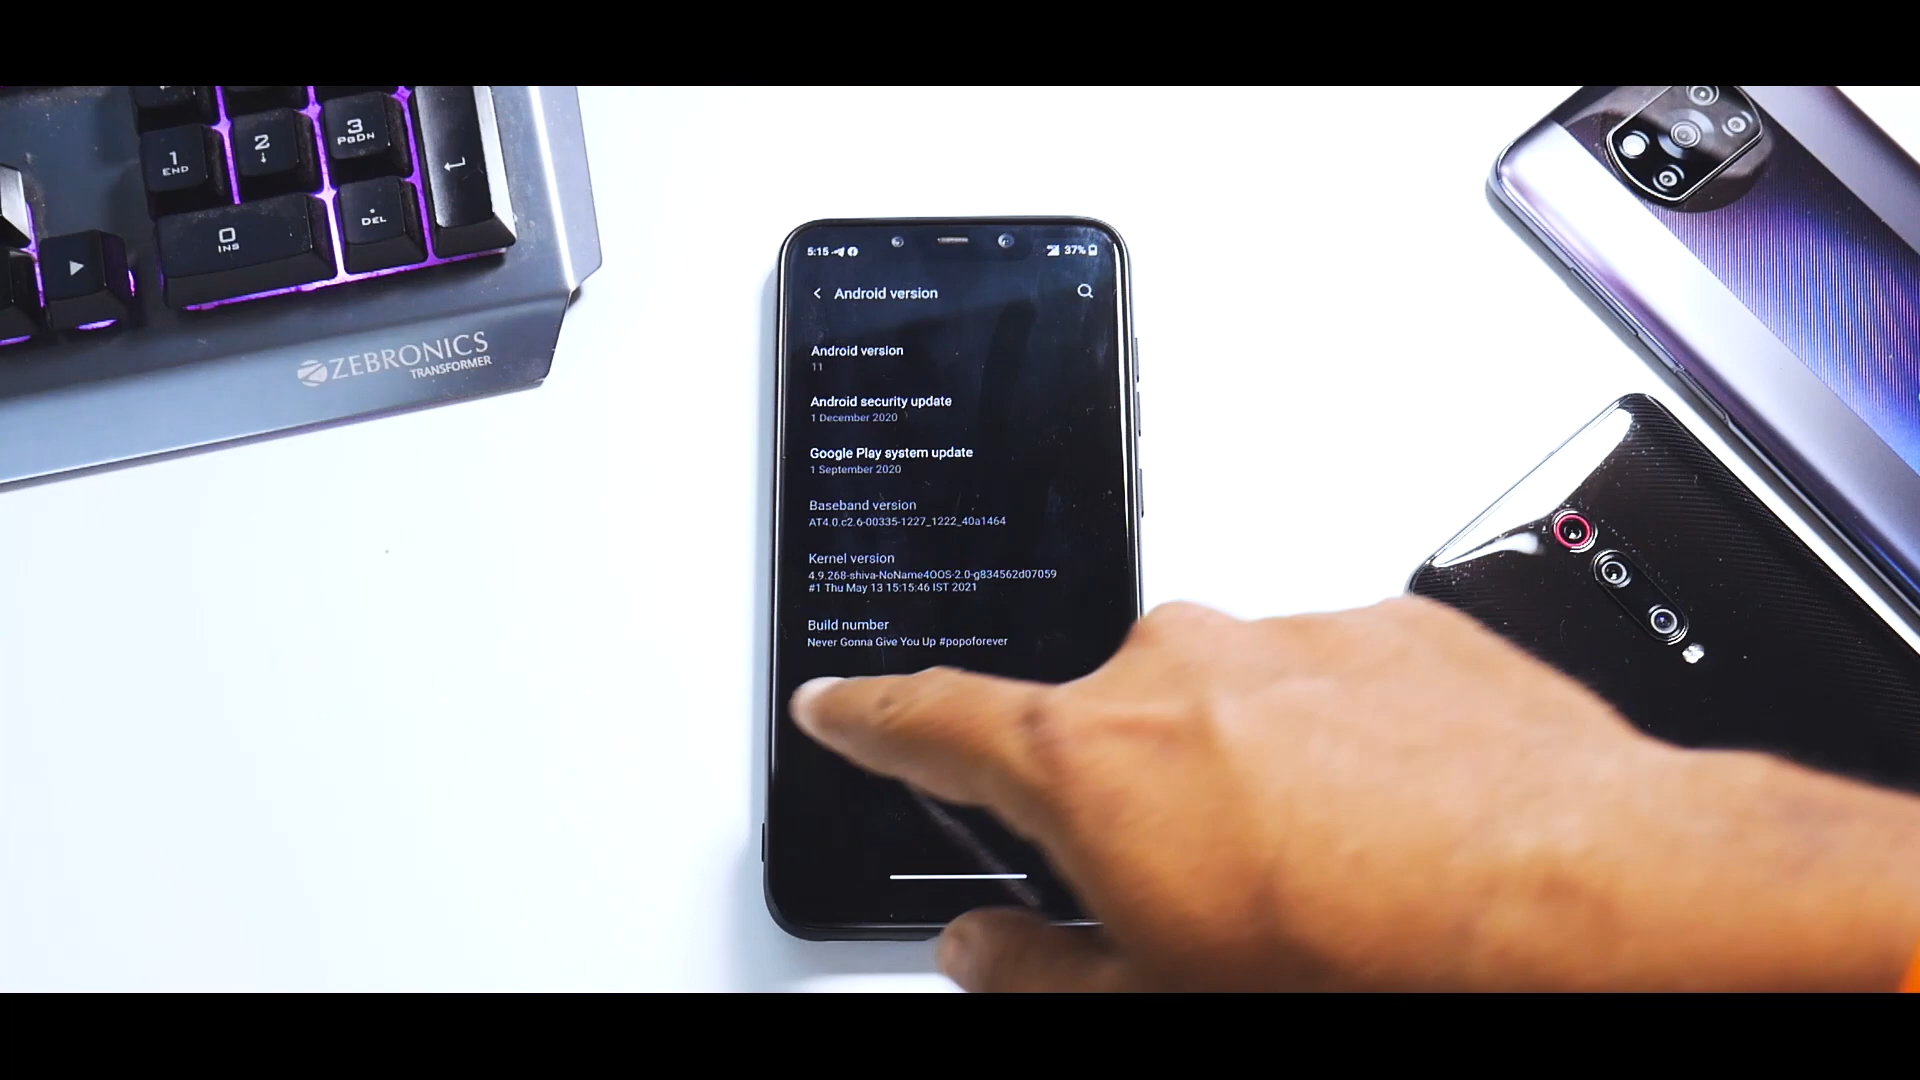 1
END
2
3
PGDN
0
INS
DEL
ZEBRONICS
TRANSFORMER
5:15
37%
Android version
Android version
11
Android security update
1 December 2020
Google Play system update
1 September 2020
Baseband version
AT4.0.c2.6-00335-1227_1222_40a1464
Kernel version
4.9.268-shiva-NoName4OOS-2.0-g834562d07059
#1 Thu May 13 15:15:46 IST 2021
Build number
Never Gonna Give You Up #popoforever